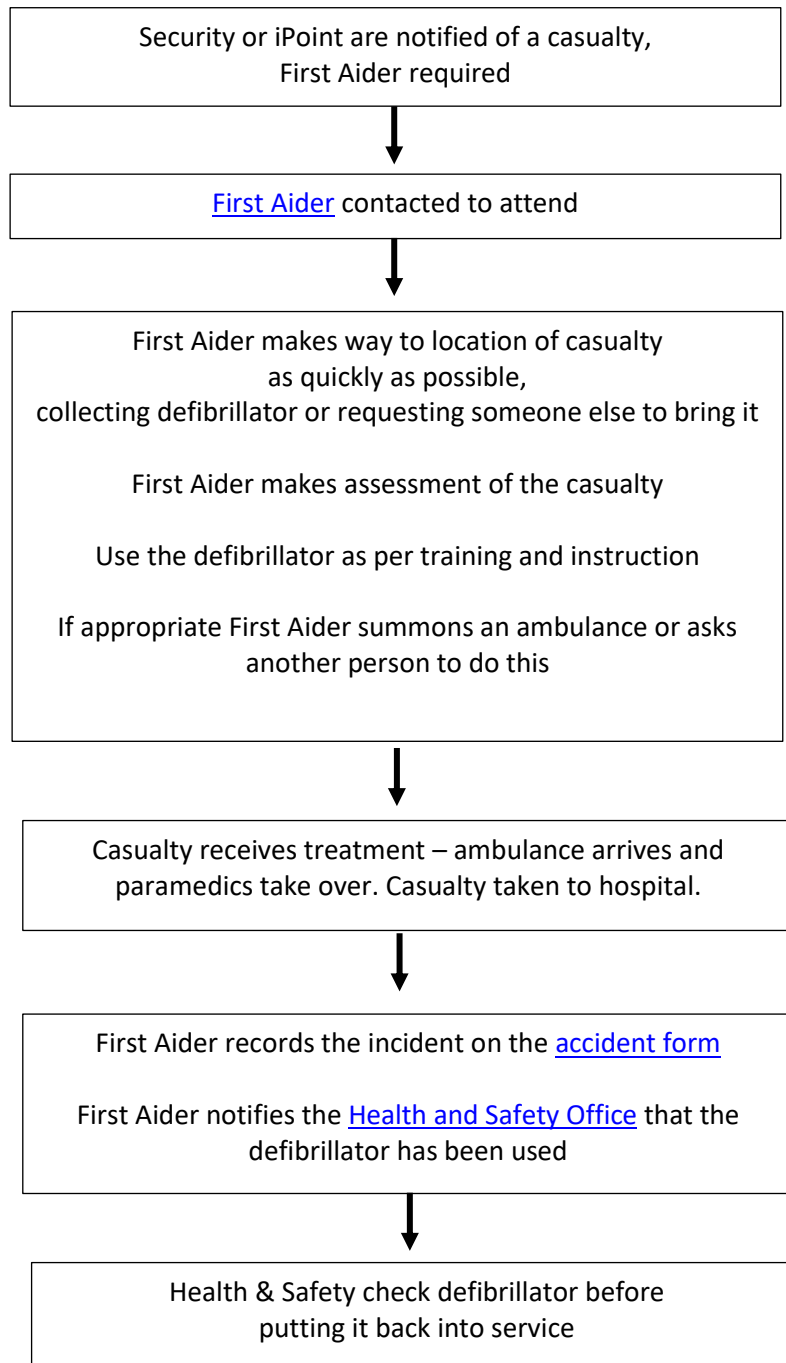 Security or iPoint are notified of a casualty,
First Aider required
First Aider contacted to attend
First Aider makes way to location of casualty
as quickly as possible,
collecting defibrillator or requesting someone else to bring it
First Aider makes assessment of the casualty
Use the defibrillator as per training and instruction
If appropriate First Aider summons an ambulance or asks
another person to do this
Casualty receives treatment – ambulance arrives and
paramedics take over. Casualty taken to hospital.
First Aider records the incident on the accident form
First Aider notifies the Health and Safety Office that the
defibrillator has been used
Health & Safety check defibrillator before
putting it back into service